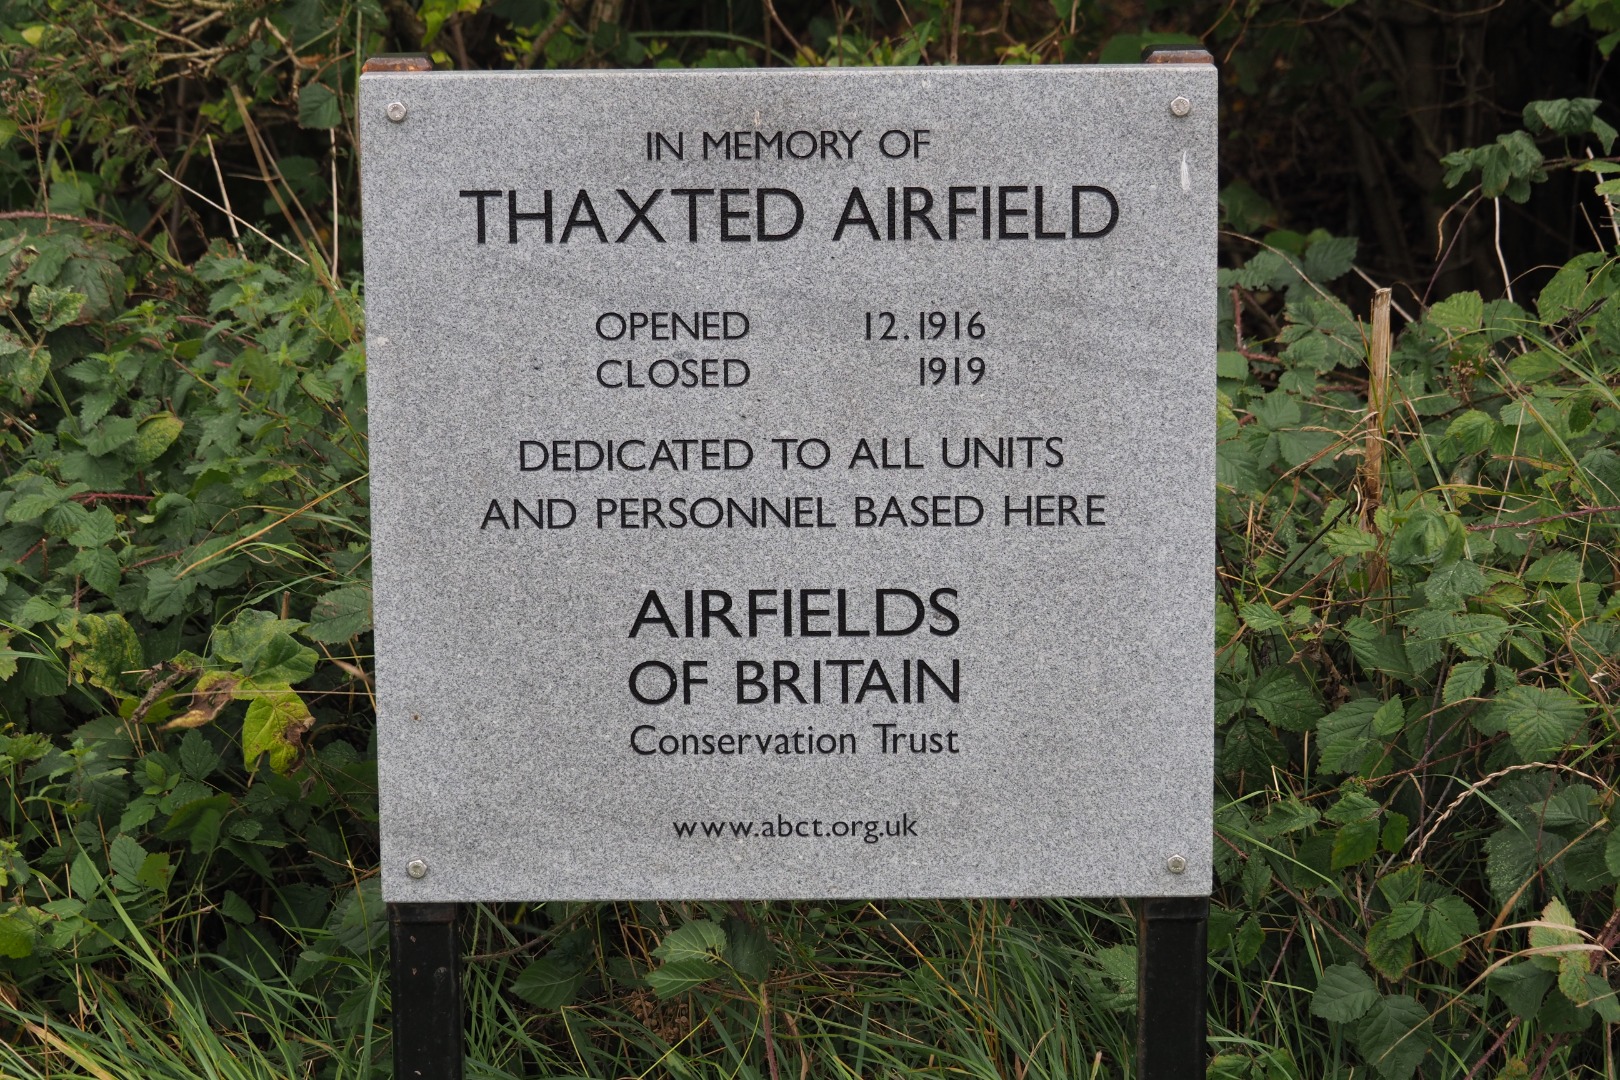 IN MEMORY OF
THAXTED AIRFIELD
OPENED 12.1916
CLOSED 1919
DEDICATED TO ALL UNITS
AND PERSONNEL BASED HERE
AIRFIELDS
OF BRITAIN
Conservation Trust
www.abct.org.uk